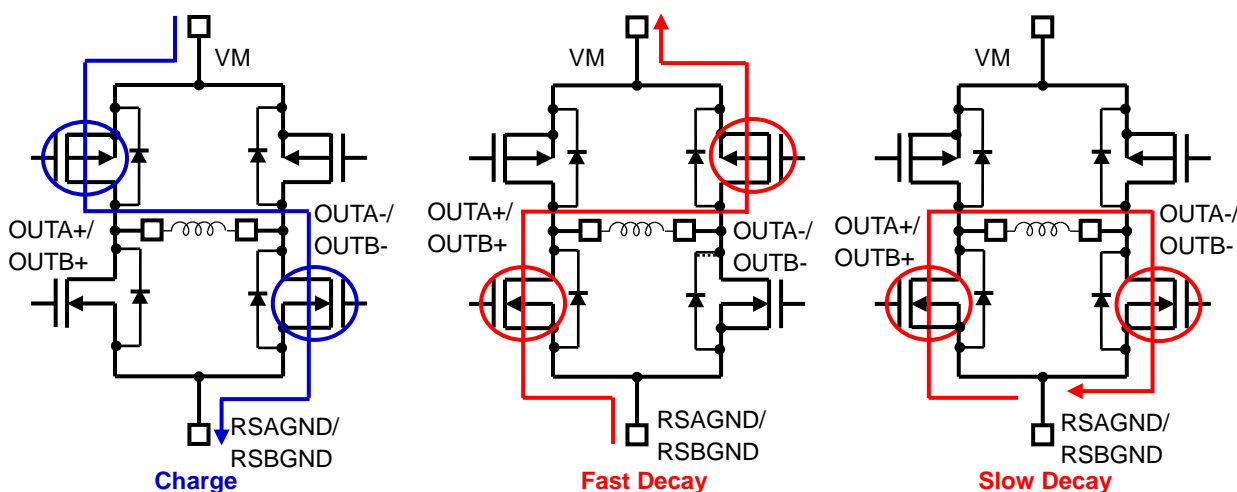 VM
OUTA+/
OUTB+
OUTA-/
OUTB-
RSAGND/
RSBGND
Charge
VM
OUTA+/
OUTB+
OUTA-/
OUTB-
RSAGND/
RSBGND
Fast Decay
VM
OUTA+/
OUTB+
OUTA-/
OUTB-
RSAGND/
RSBGND
Slow Decay